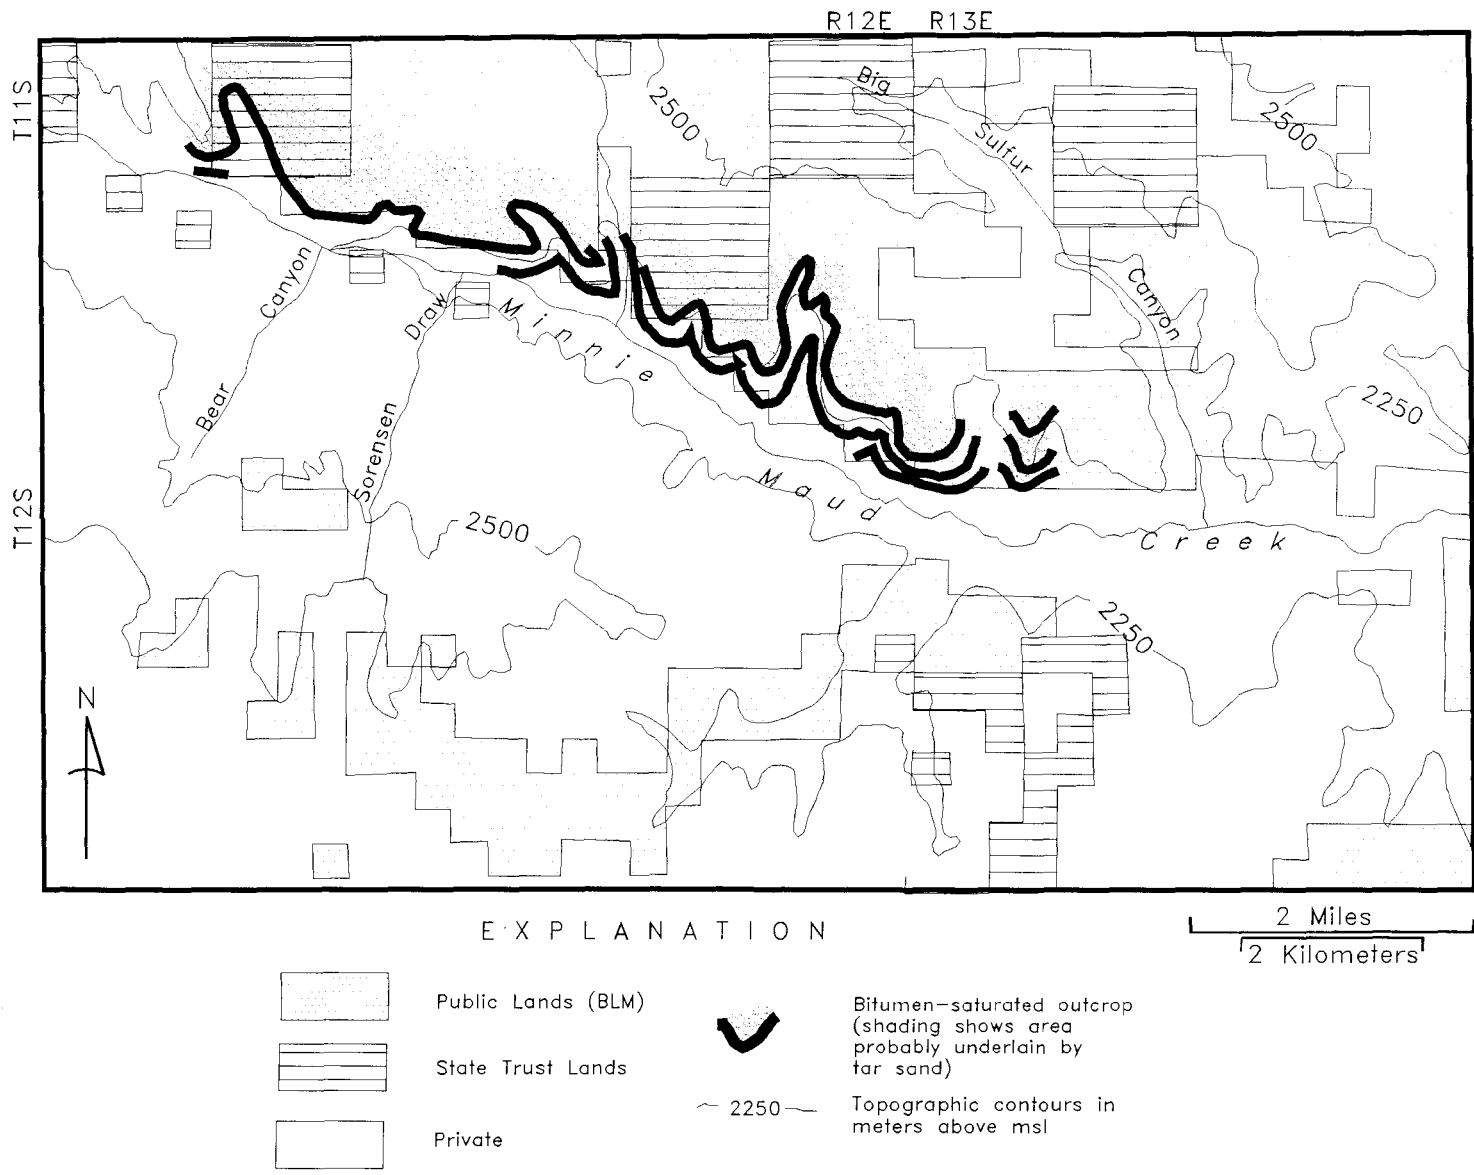 R12E R13E
T11S
T12S
2500
Big
Sulfur
Canyon
2500
Bear
Canyon
Sorensen
Draw
Minnie
Maud
Creek
2250
2500
2250
N
EXPLANATION
2 Miles
2 Kilometers
Public Lands (BLM)
State Trust Lands
Private
Bitumen-saturated outcrop
(shading shows area
probably underlain by
tar sand)
2250
Topographic contours in
meters above msl